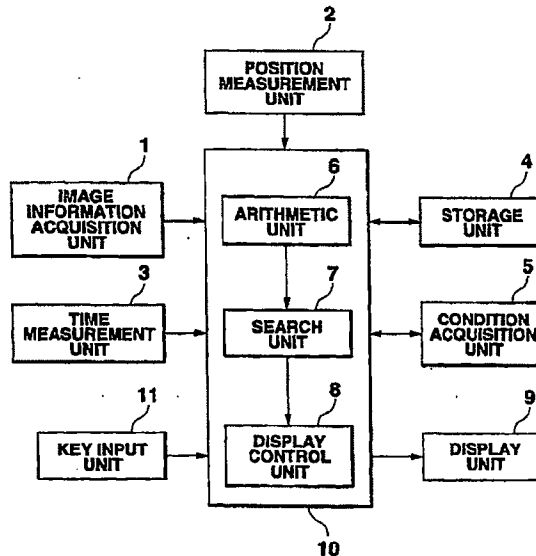 2
POSITION
MEASUREMENT
UNIT
1
IMAGE
INFORMATION
ACQUISITION
UNIT
6
ARITHMETIC
UNIT
4
STORAGE
UNIT
3
TIME
MEASUREMENT
UNIT
7
SEARCH
UNIT
5
CONDITION
ACQUISITION
UNIT
11
KEY INPUT
UNIT
8
DISPLAY
CONTROL
UNIT
9
DISPLAY
UNIT
10